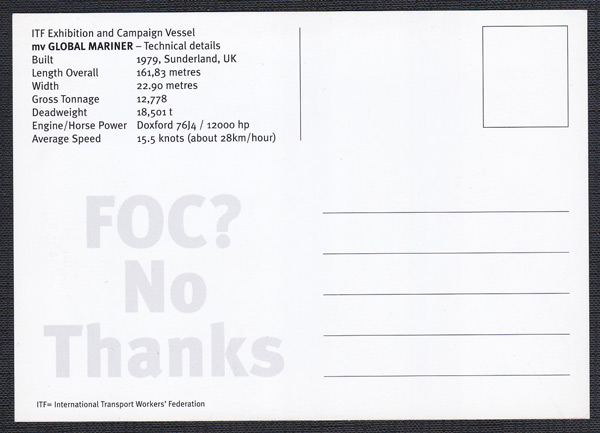 ITF Exhibition and Campaign Vessel
mv GLOBAL MARINER – Technical details
Built 1979, Sunderland, UK
Length Overall 161,83 metres
Width 22.90 metres
Gross Tonnage 12,778
Deadweight 18,501 t
Engine/Horse Power Doxford 76J4 / 12000 hp
Average Speed 15.5 knots (about 28km/hour)
FOC?
No
Thanks
ITF= International Transport Workers' Federation